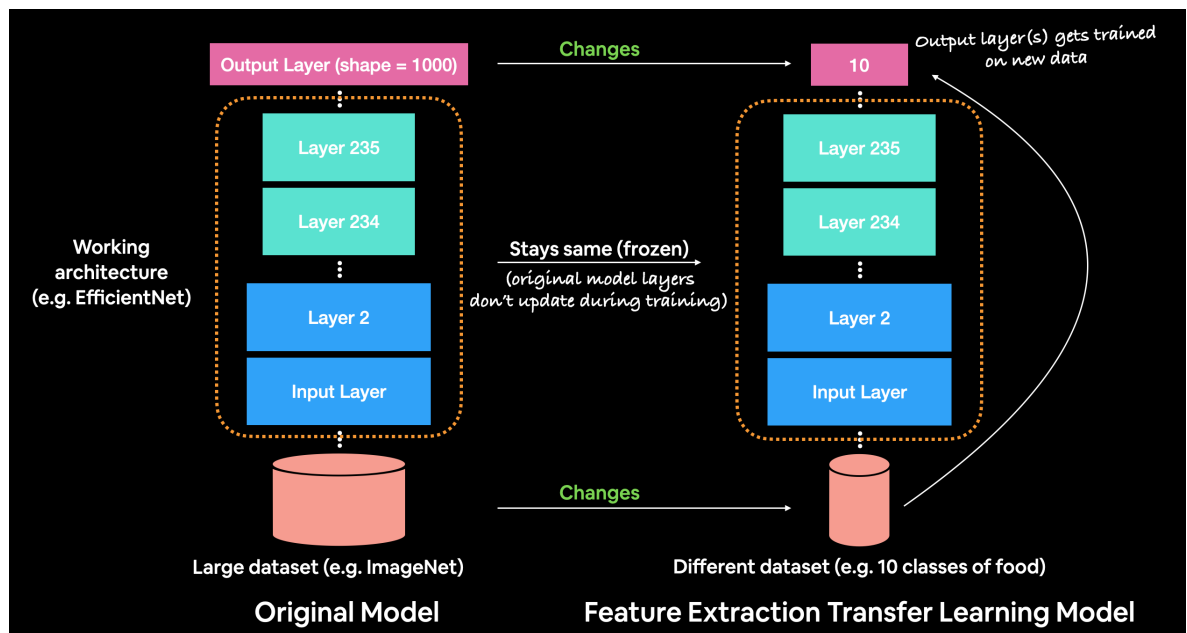 Output Layer (shape = 1000)
Changes
10
Output layer(s) gets trained
on new data
Layer 235
Layer 234
Layer 235
Layer 234
Working
architecture
(e.g. EfficientNet)
Stays same (frozen)
(original model layers
don't update during training)
Layer 2
Input Layer
Layer 2
Input Layer
Changes
Large dataset (e.g. ImageNet)
Different dataset (e.g. 10 classes of food)
Original Model
Feature Extraction Transfer Learning Model